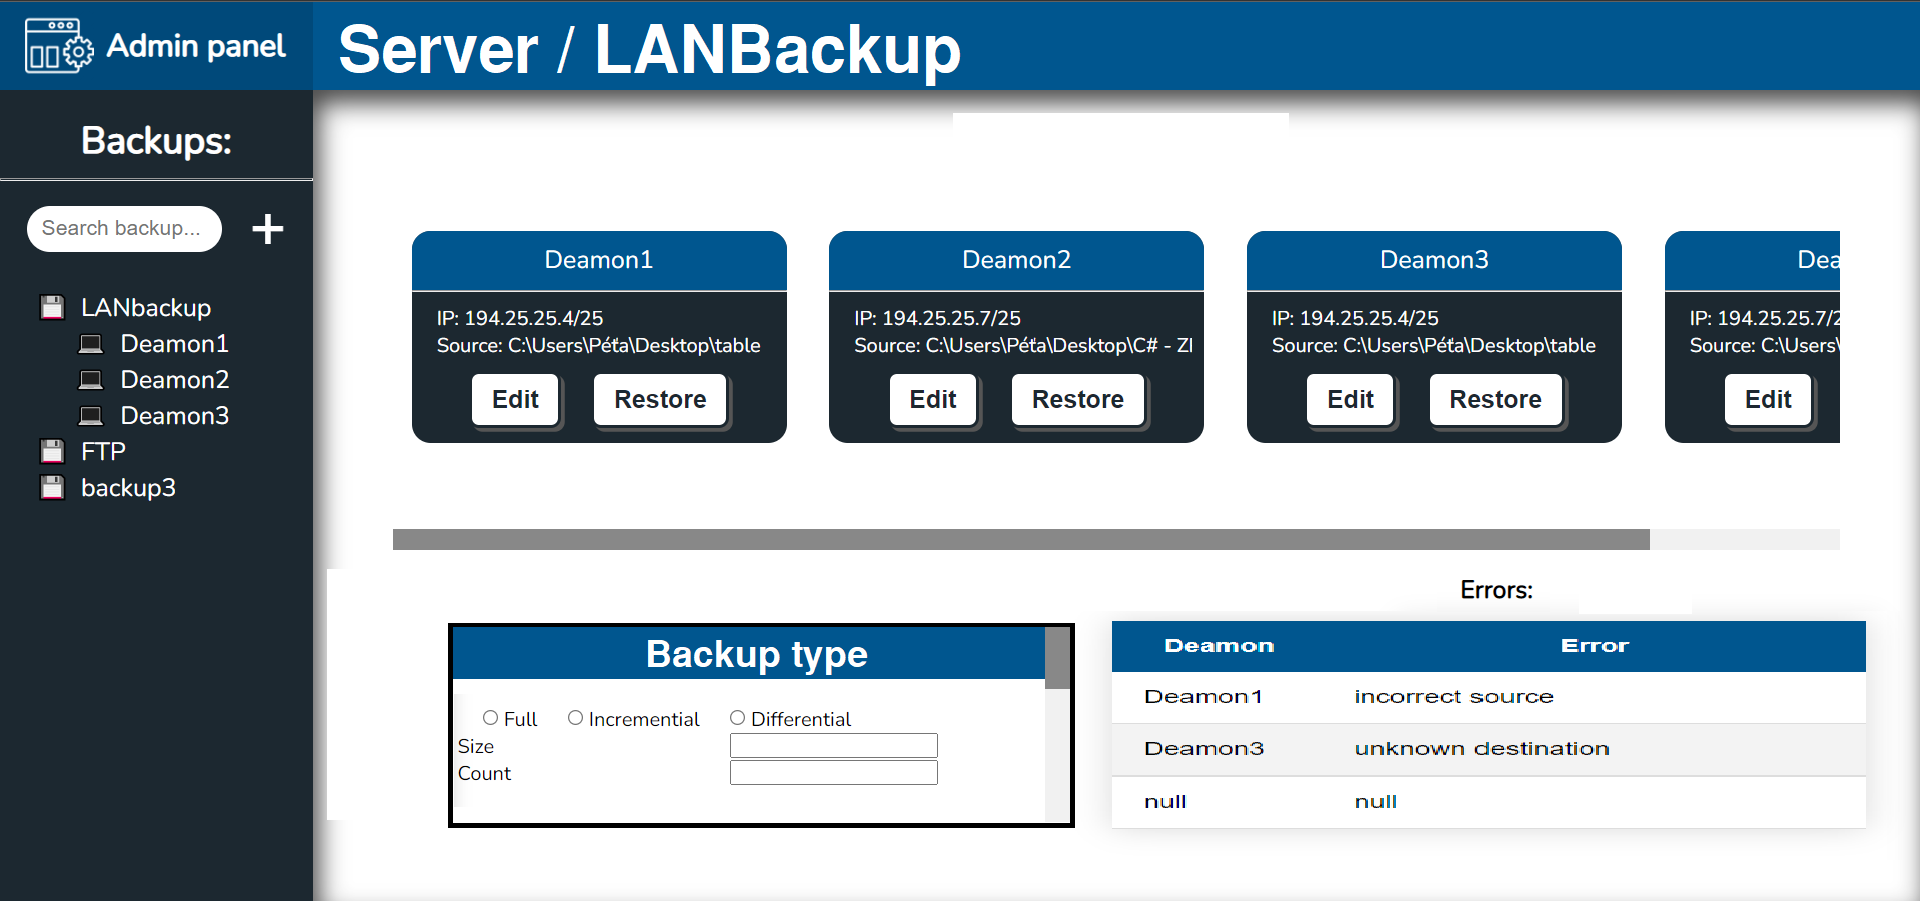 Admin panel
Server / LANBackup
Backups:
Search backup...
LANbackup
Deamon1
Deamon2
Deamon3
FTP
backup3
Deamon1
IP: 194.25.25.4/25
Source: C:\Users\Péťa\Desktop\table
Edit Restore
Deamon2
IP: 194.25.25.7/25
Source: C:\Users\Péťa\Desktop\C# - 
Edit Restore
Deamon3
IP: 194.25.25.4/25
Source: C:\Users\Péťa\Desktop\table
Edit Restore
Dea
IP: 194.25.25.7/2
Source: C:\Users\
Edit
Backup type
Full Incremential Differential
Size
Count
Errors:
Deamon Error
Deamon1 incorrect source
Deamon3 unknown destination
null null